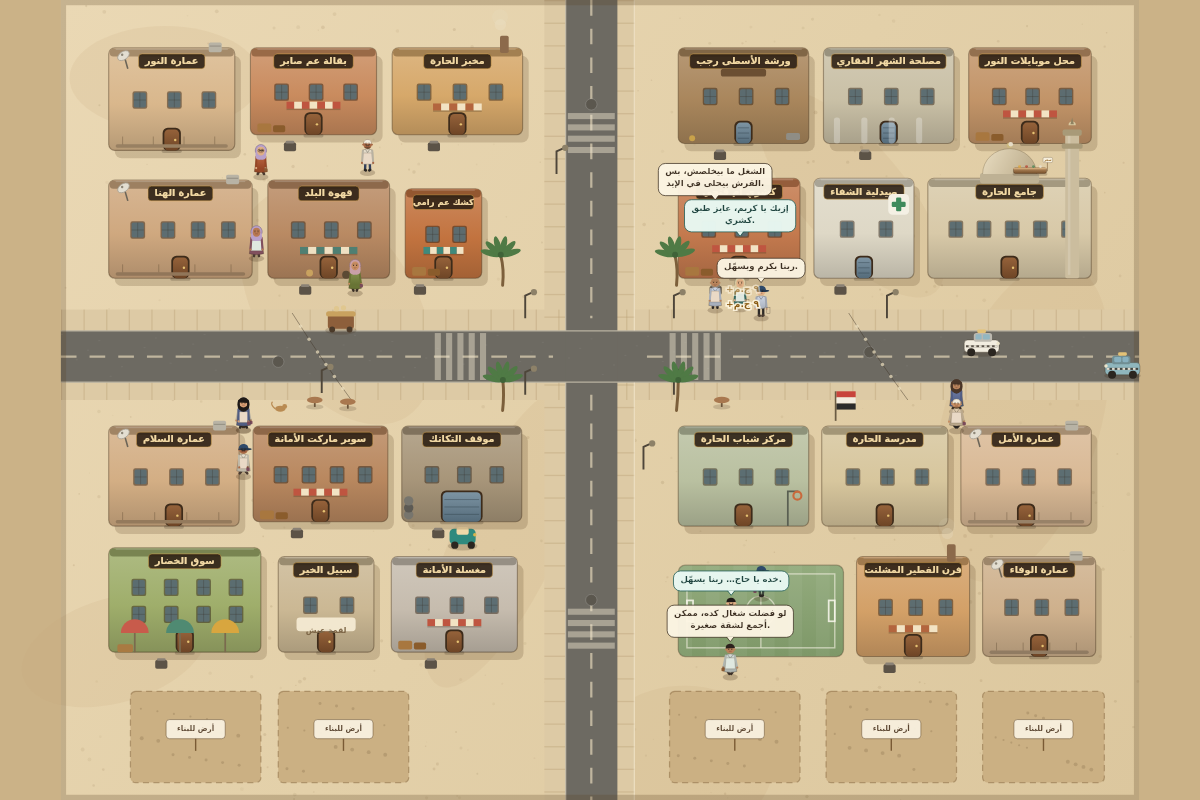 عمارة النور
بقالة عم صابر
مخبز الحارة
ورشة الأسطى رجب
مصلحة الشهر العقاري
محل موبايلات النور
عمارة الهنا
قهوة البلد
كشك عم رامي
الشغل ما بيخلصش، بس
القرش بيحلى في الإيد.
إزيك يا كريم، عايز طبق
كشري.
صيدلية الشفاء
جامع الحارة
ربنا يكرم ويسهّل.
عمارة السلام
سوبر ماركت الأمانة
موقف التكاتك
مركز شباب الحارة
مدرسة الحارة
عمارة الأمل
سوق الخضار
سبيل الخير
مغسلة الأمانة
خده يا حاج... ربنا يسهّل.
لو فضلت شغال كده، ممكن
أجمع لشقة صغيرة.
فرن الفطير المشلتت
عمارة الوفاء
أرض للبناء
أرض للبناء
أرض للبناء
أرض للبناء
أرض للبناء